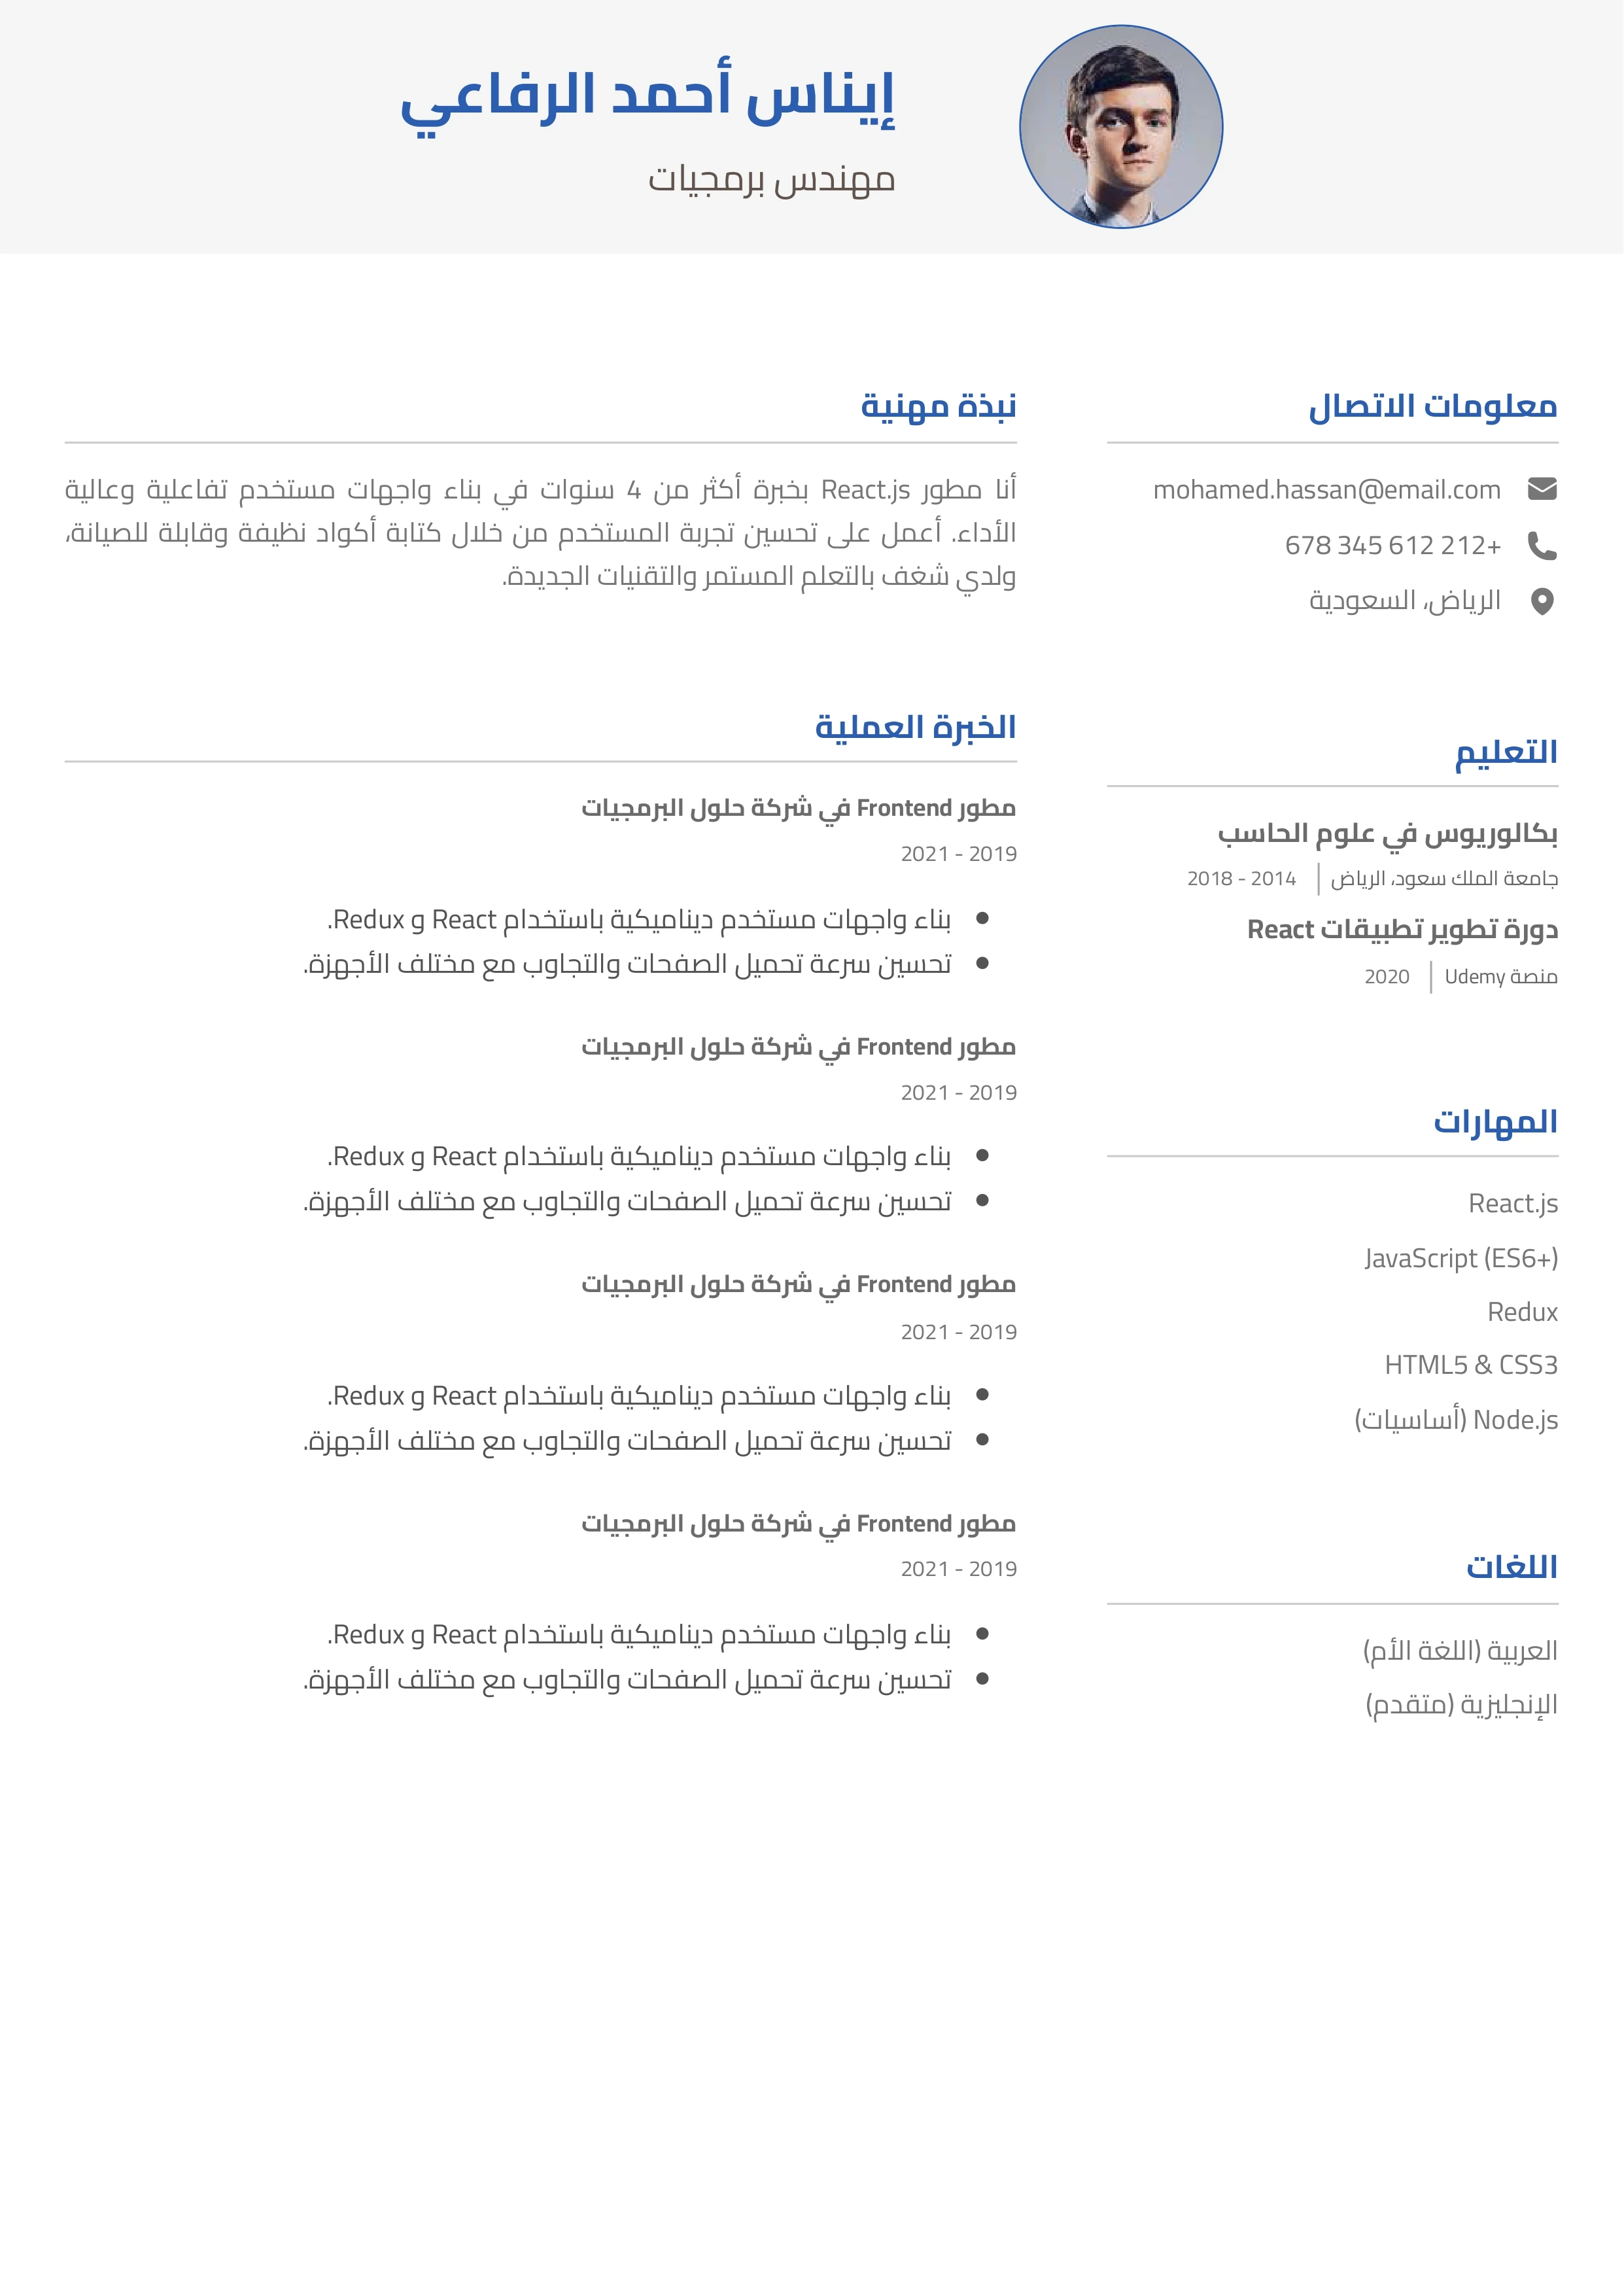 إيناس أحمد الرفاعي
مهندس برمجيات
معلومات الاتصال
mohamed.hassan@email.com
+212 612 345 678
الرياض، السعودية
التعليم
بكالوريوس في علوم الحاسب
جامعة الملك سعود، الرياض | 2014 - 2018
دورة تطوير تطبيقات React
منصة Udemy | 2020
المهارات
React.js
JavaScript (ES6+)
Redux
HTML5 & CSS3
Node.js (أساسيات)
اللغات
العربية (اللغة الأم)
الإنجليزية (متقدم)
نبذة مهنية
أنا مطور React.js بخبرة أكثر من 4 سنوات في بناء واجهات مستخدم تفاعلية وعالية
الأداء. أعمل على تحسين تجربة المستخدم من خلال كتابة أكواد نظيفة وقابلة للصيانة،
ولدي شغف بالتعلم المستمر والتقنيات الجديدة.
الخبرة العملية
مطور Frontend في شركة حلول البرمجيات
2019 - 2021
● بناء واجهات مستخدم ديناميكية باستخدام React و Redux.
● تحسين سرعة تحميل الصفحات والتجاوب مع مختلف الأجهزة.
مطور Frontend في شركة حلول البرمجيات
2019 - 2021
● بناء واجهات مستخدم ديناميكية باستخدام React و Redux.
● تحسين سرعة تحميل الصفحات والتجاوب مع مختلف الأجهزة.
مطور Frontend في شركة حلول البرمجيات
2019 - 2021
● بناء واجهات مستخدم ديناميكية باستخدام React و Redux.
● تحسين سرعة تحميل الصفحات والتجاوب مع مختلف الأجهزة.
مطور Frontend في شركة حلول البرمجيات
2019 - 2021
● بناء واجهات مستخدم ديناميكية باستخدام React و Redux.
● تحسين سرعة تحميل الصفحات والتجاوب مع مختلف الأجهزة.